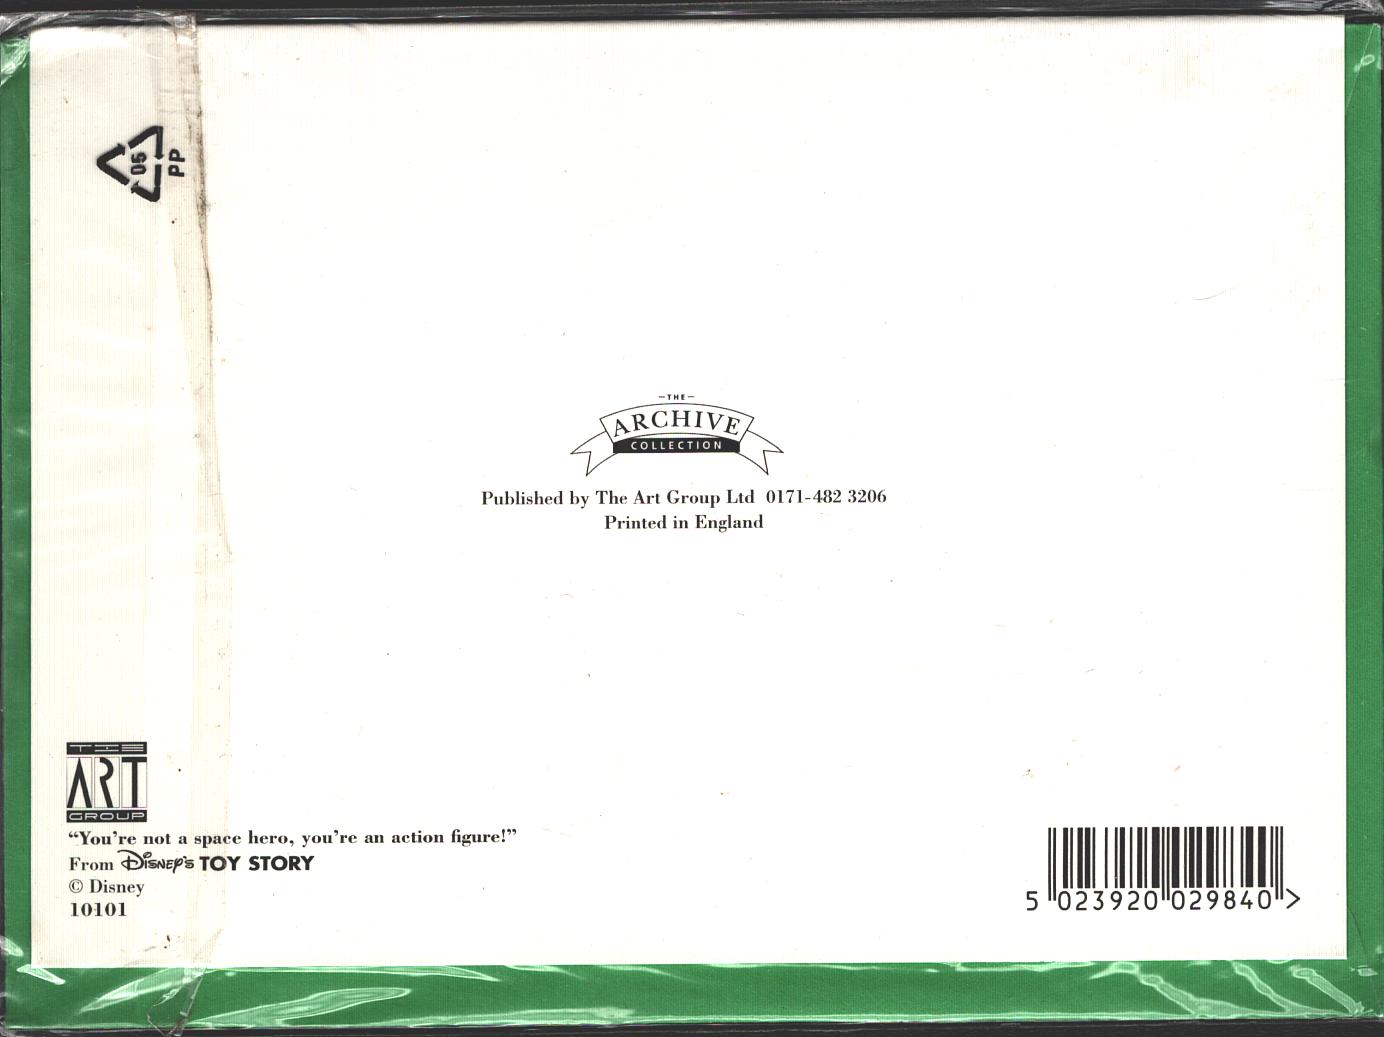 05
PP
THE
ARCHIVE
COLLECTION
Published by The Art Group Ltd 0171-482 3206
Printed in England
THE
ART
GROUP
“You’re not a space hero, you’re an action figure!”
From Disney's TOY STORY
© Disney
10101
5 023920 029840 >